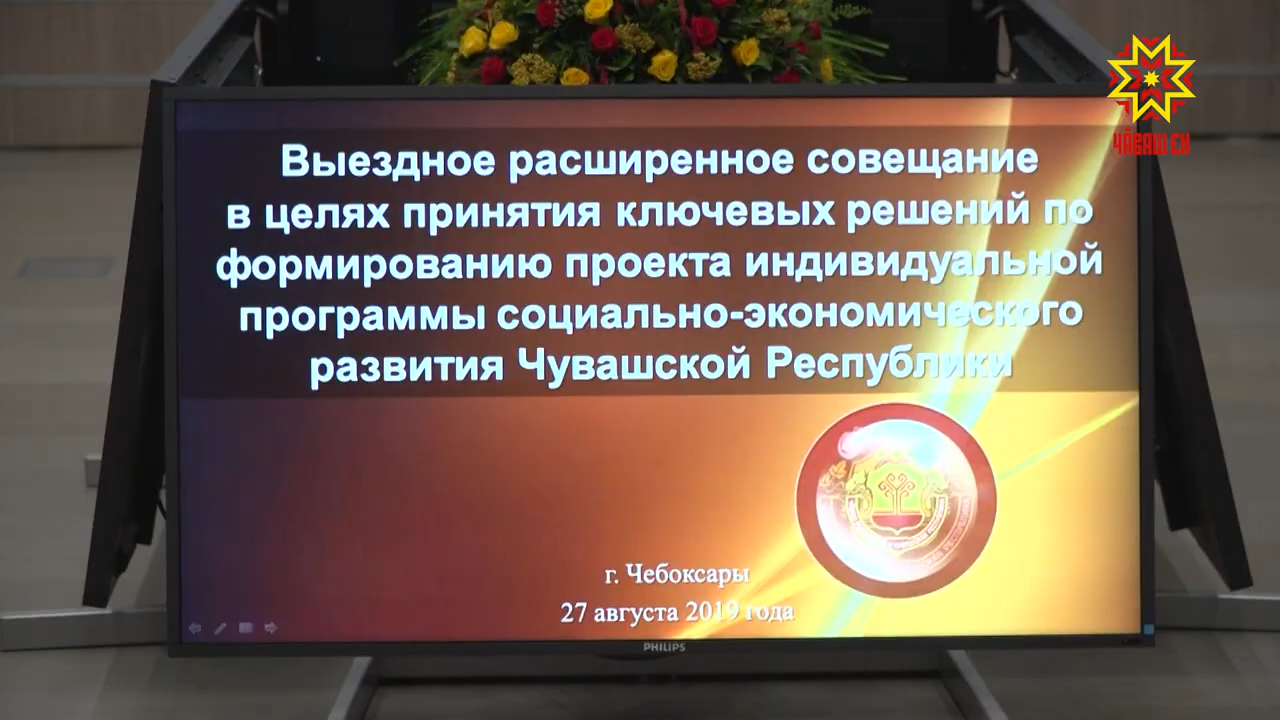 ЧӐВАШ ЕН
Выездное расширенное совещание
в целях принятия ключевых решений по
формированию проекта индивидуальной
программы социально-экономического
развития Чувашской Республики
г. Чебоксары
27 августа 2019 года
PHILIPS